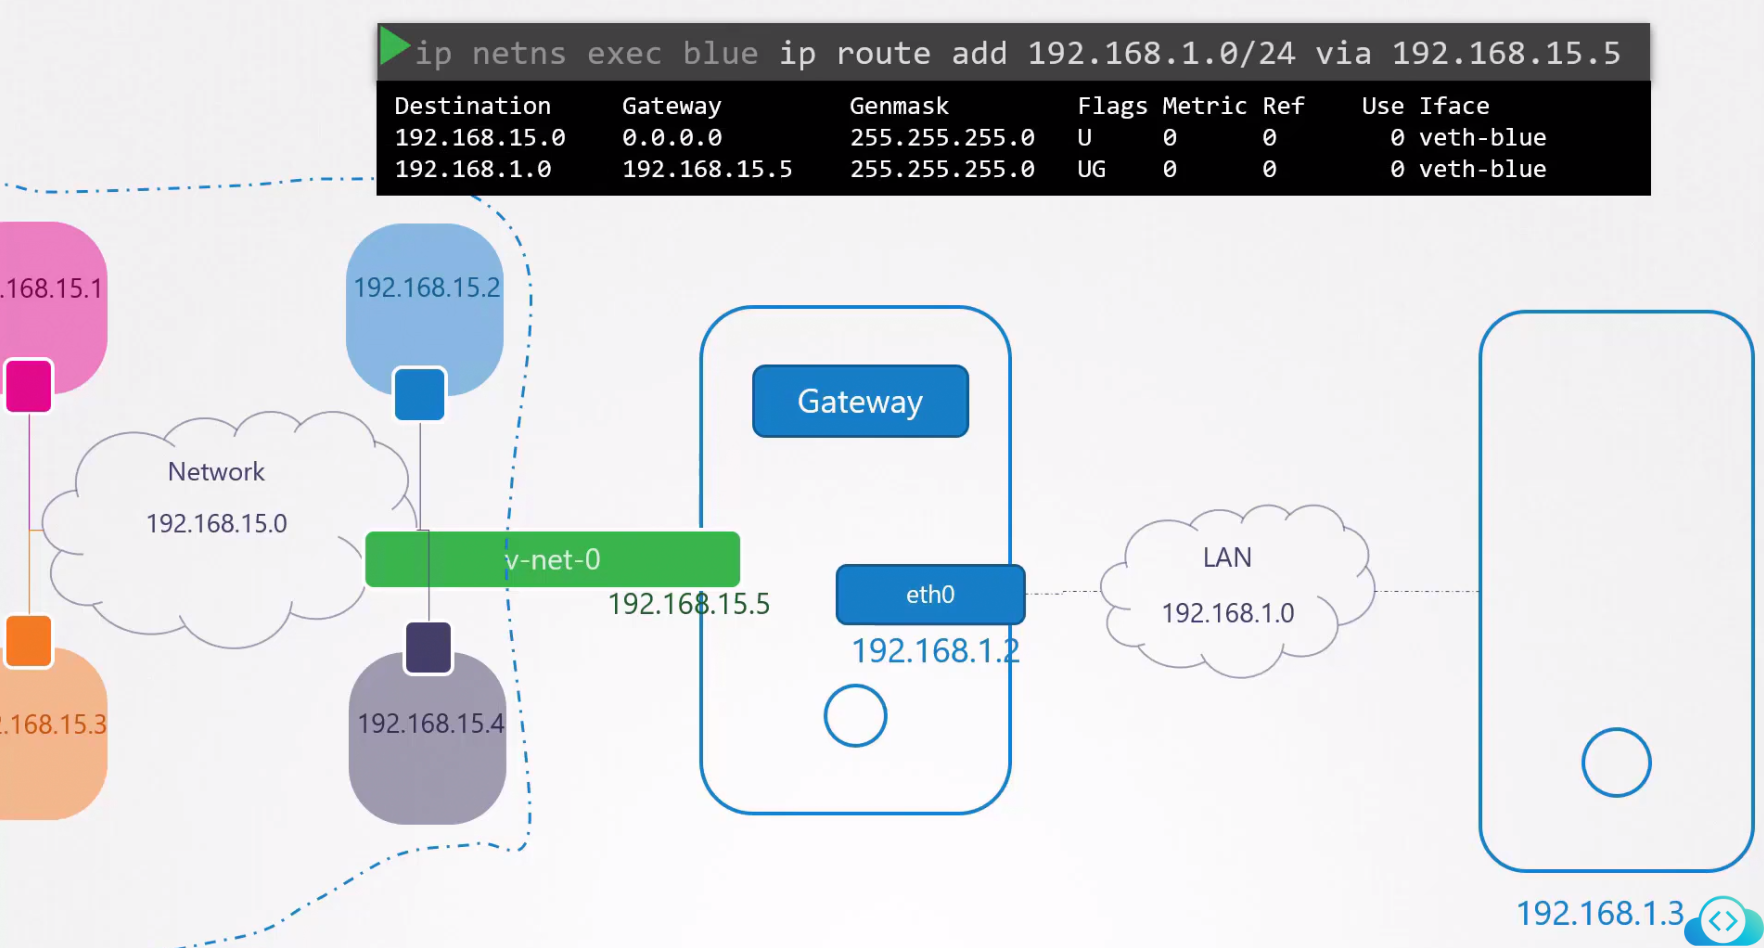 ip netns exec blue ip route add 192.168.1.0/24 via 192.168.15.5
Destination Gateway Genmask Flags Metric Ref Use Iface
192.168.15.0 0.0.0.0 255.255.255.0 U 0 0 0 veth-blue
192.168.1.0 192.168.15.5 255.255.255.0 UG 0 0 0 veth-blue
.168.15.1
192.168.15.2
Network
192.168.15.0
v-net-0
192.168.15.5
.168.15.3
192.168.15.4
Gateway
eth0
192.168.1.2
LAN
192.168.1.0
192.168.1.3